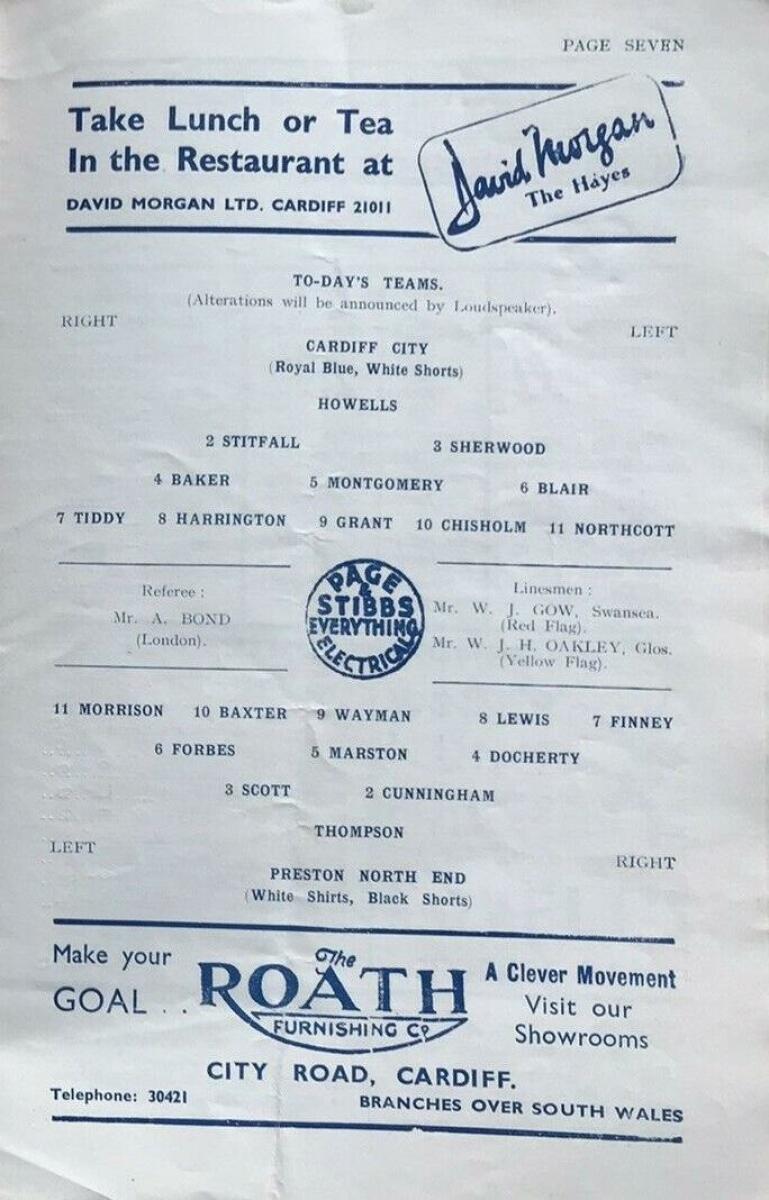 PAGE SEVEN
Take Lunch or Tea
In the Restaurant at
DAVID MORGAN LTD. CARDIFF 21011
David Morgan
The Hayes
TO-DAY'S TEAMS.
(Alterations will be announced by Loudspeaker).
RIGHT LEFT
CARDIFF CITY
(Royal Blue, White Shorts)
HOWELLS
2 STITFALL 3 SHERWOOD
4 BAKER 5 MONTGOMERY 6 BLAIR
7 TIDDY 8 HARRINGTON 9 GRANT 10 CHISHOLM 11 NORTHCOTT
Referee :
Mr. A. BOND
(London).
PAGE
&
STIBBS
EVERYTHING
ELECTRICAL
Linesmen :
Mr. W. J. GOW, Swansea.
(Red Flag).
Mr. W. J. H. OAKLEY, Glos.
(Yellow Flag).
11 MORRISON 10 BAXTER 9 WAYMAN 8 LEWIS 7 FINNEY
6 FORBES 5 MARSTON 4 DOCHERTY
3 SCOTT 2 CUNNINGHAM
THOMPSON
LEFT RIGHT
PRESTON NORTH END
(White Shirts, Black Shorts)
Make your
GOAL . .
The
ROATH
FURNISHING Co
A Clever Movement
Visit our
Showrooms
CITY ROAD, CARDIFF.
Telephone: 30421
BRANCHES OVER SOUTH WALES